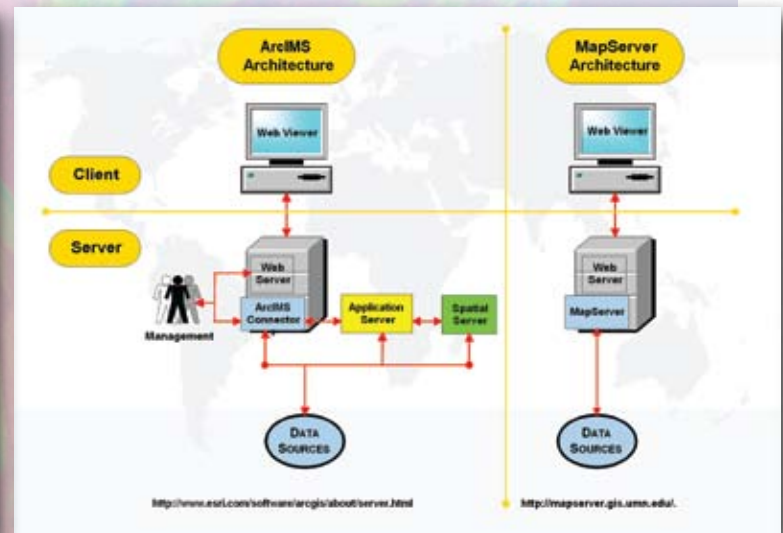 ArcIMS
Architecture
MapServer
Architecture
Web Viewer
Web Viewer
Client
Server
Web
Server
ArcIMS
Connector
Management
Application
Server
Spatial
Server
Web
Server
MapServer
DATA
SOURCES
DATA
SOURCES
http://www.esri.com/software/arcgis/about/server.html
http://mapserver.gis.umn.edu/.